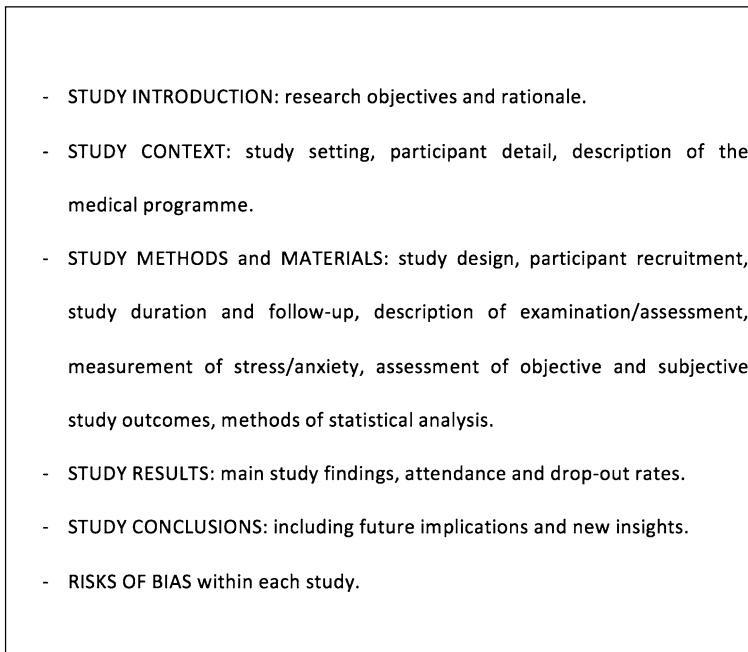 - STUDY INTRODUCTION: research objectives and rationale.
- STUDY CONTEXT: study setting, participant detail, description of the
medical programme.
- STUDY METHODS and MATERIALS: study design, participant recruitment,
study duration and follow-up, description of examination/assessment,
measurement of stress/anxiety, assessment of objective and subjective
study outcomes, methods of statistical analysis.
- STUDY RESULTS: main study findings, attendance and drop-out rates.
- STUDY CONCLUSIONS: including future implications and new insights.
- RISKS OF BIAS within each study.